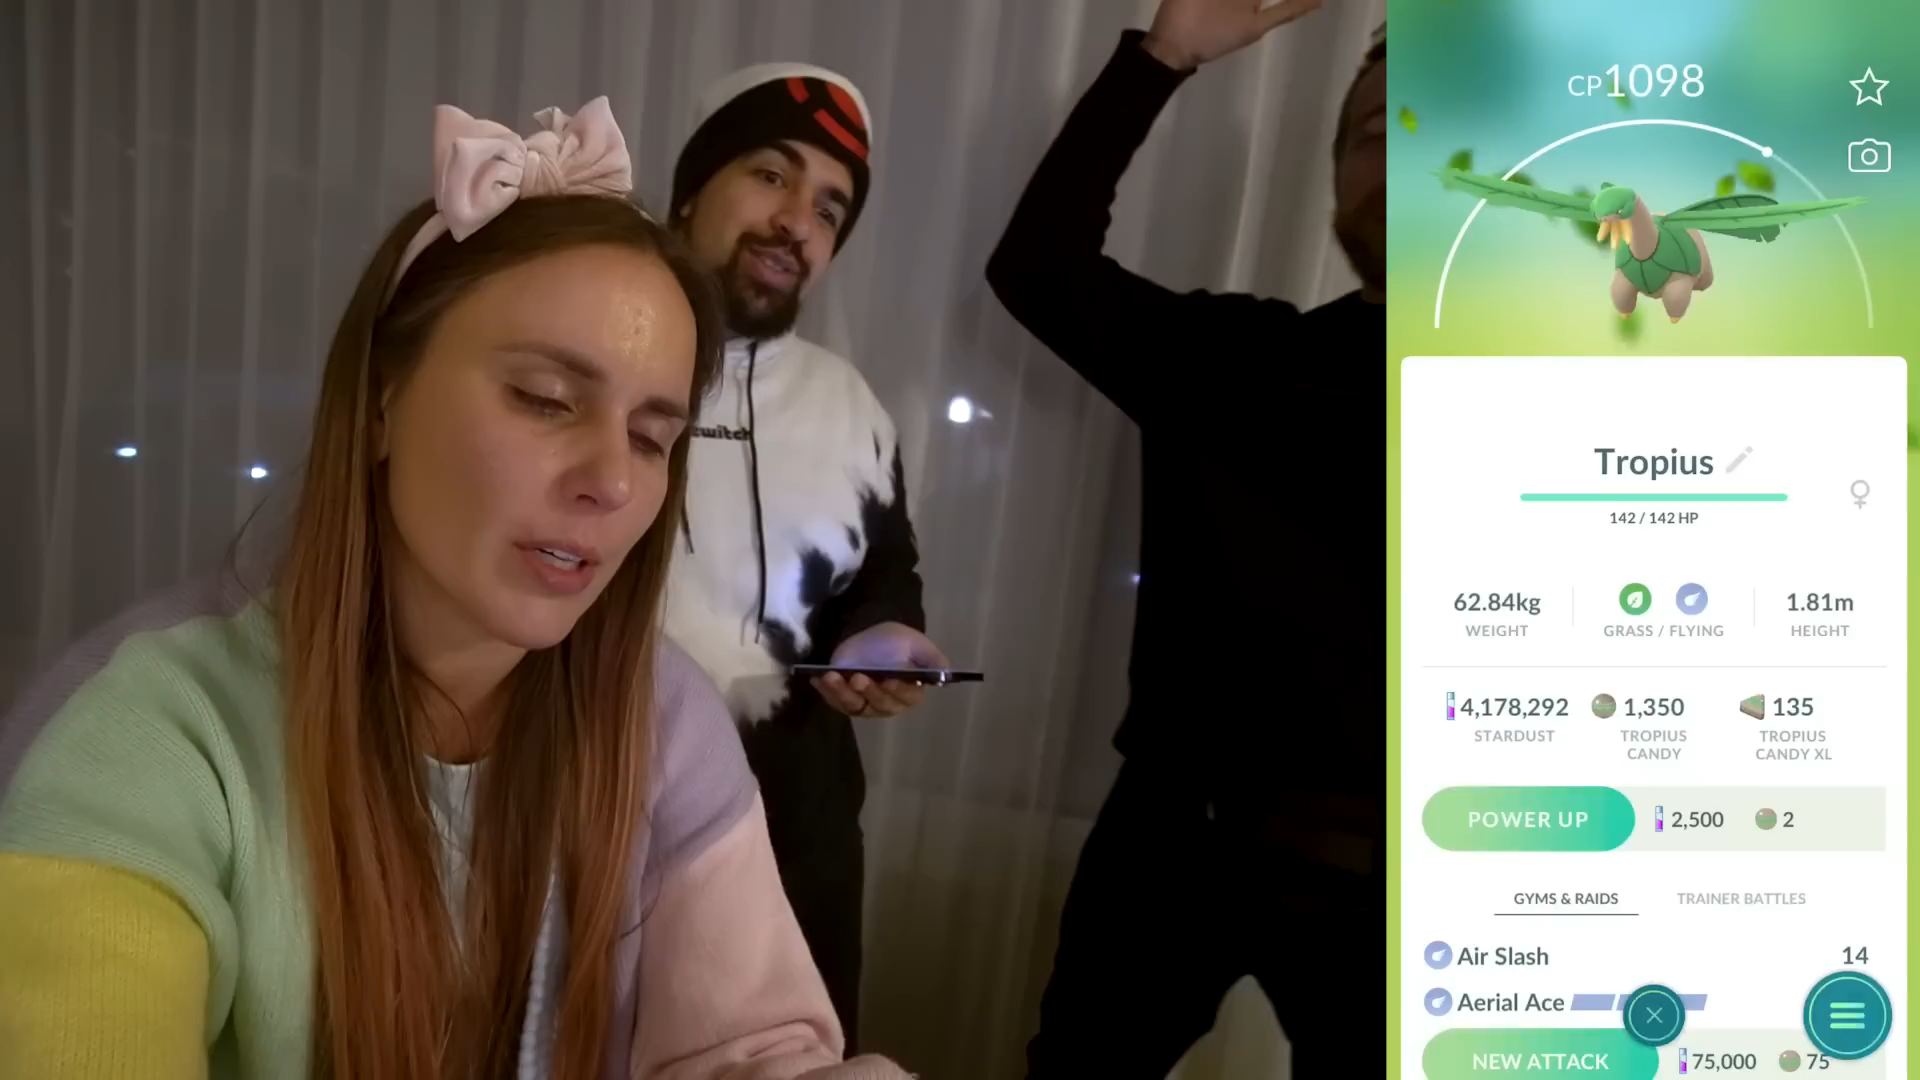 twitch
CP1098
Tropius
142 / 142 HP
62.84kg
WEIGHT
GRASS / FLYING
1.81m
HEIGHT
4,178,292
STARDUST
1,350
TROPIUS
CANDY
135
TROPIUS
CANDY XL
POWER UP
2,500
2
GYMS & RAIDS
TRAINER BATTLES
Air Slash
14
Aerial Ace
NEW ATTACK
75,000
75